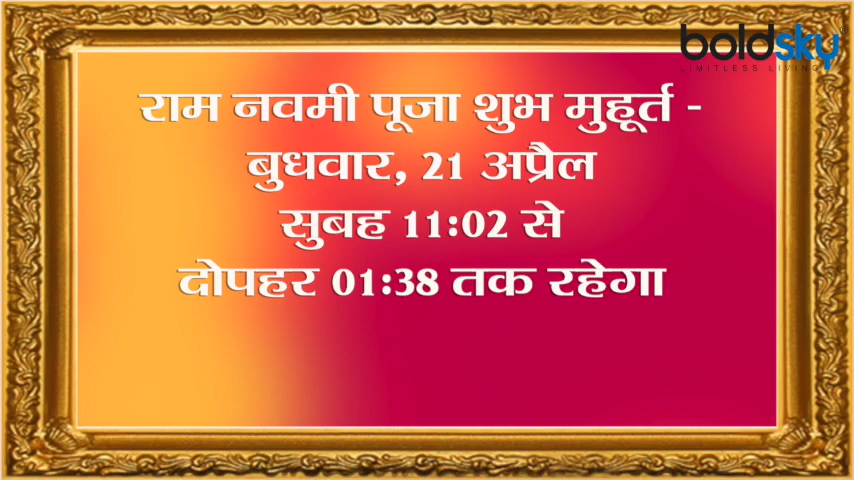 boldsky
LIMITLESS LIVING
राम नवमी पूजा शुभ मुहूर्त -
बुधवार, 21 अप्रैल
सुबह 11:02 से
दोपहर 01:38 तक रहेगा